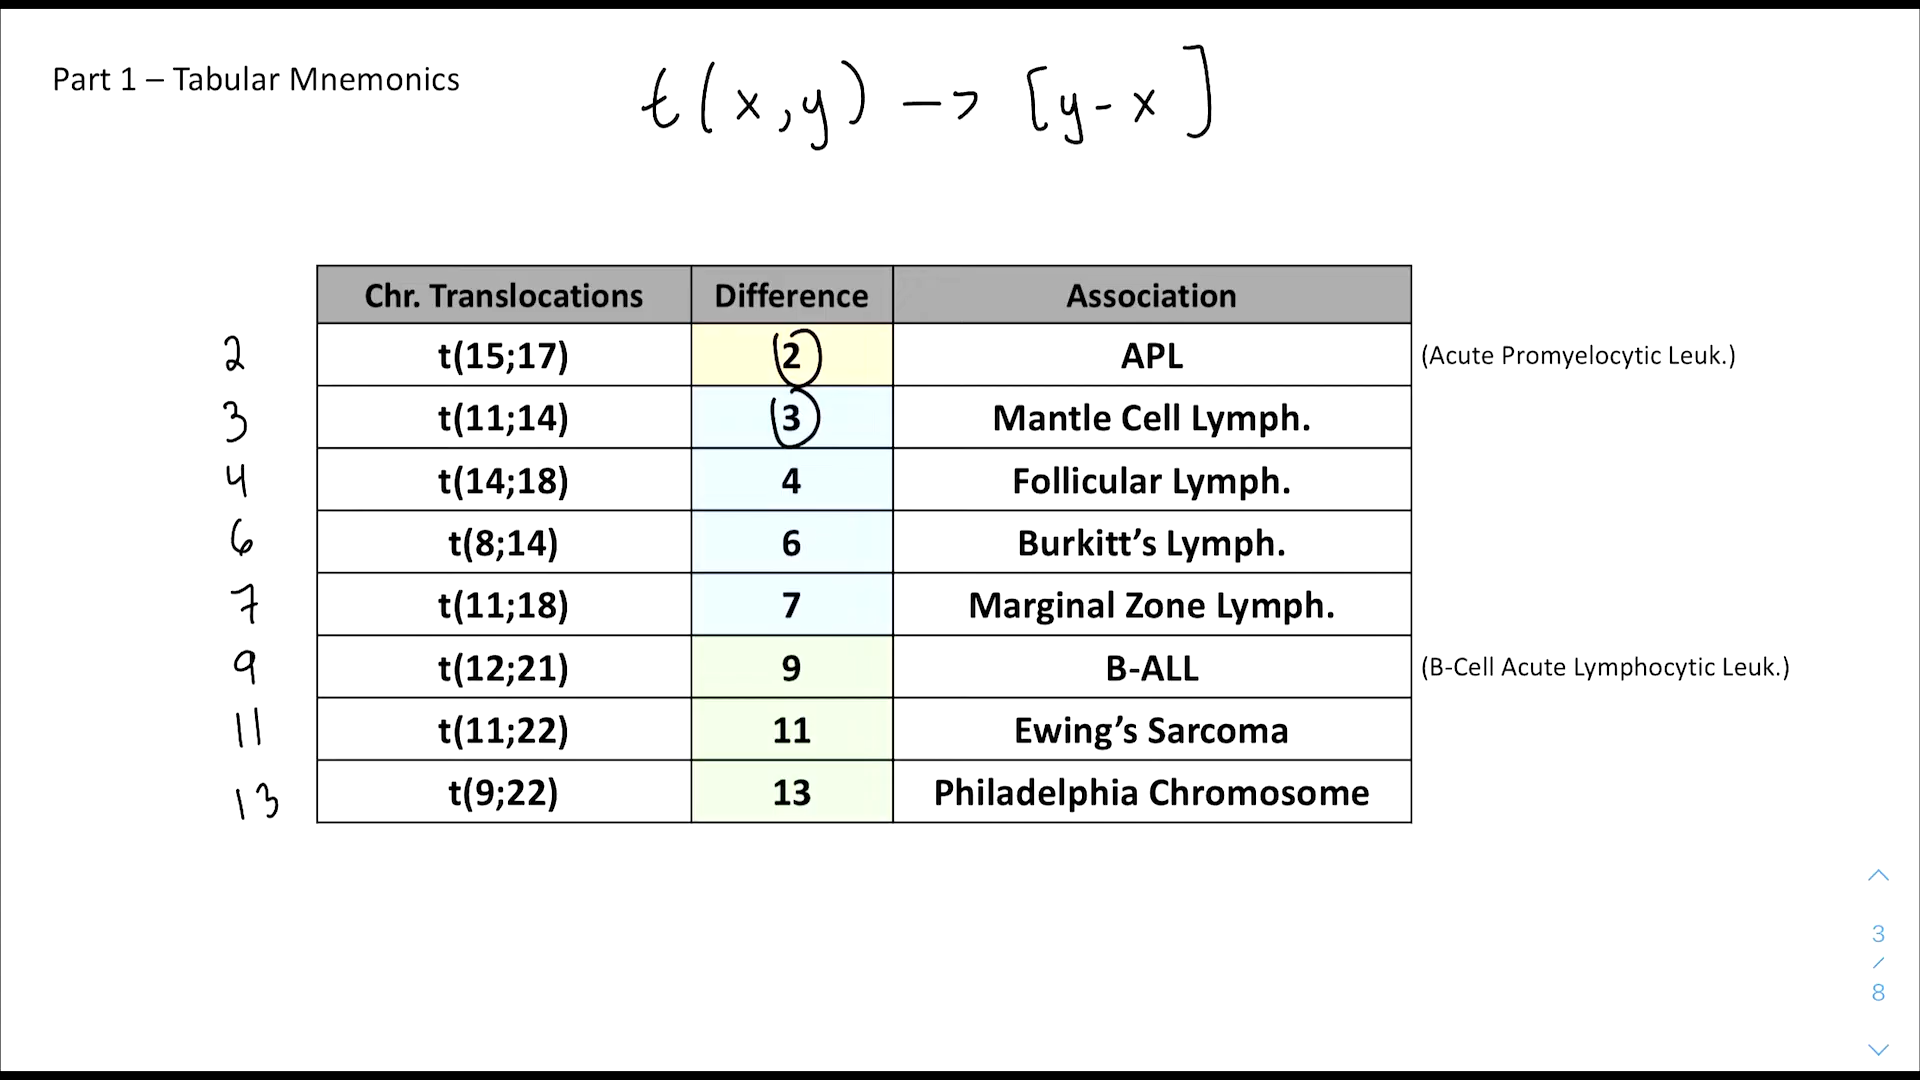 Part 1 – Tabular Mnemonics
t(x,y) -> [y-x]
Chr. Translocations Difference Association
2 t(15;17) 2 APL (Acute Promyelocytic Leuk.)
3 t(11;14) 3 Mantle Cell Lymph.
4 t(14;18) 4 Follicular Lymph.
6 t(8;14) 6 Burkitt’s Lymph.
7 t(11;18) 7 Marginal Zone Lymph.
9 t(12;21) 9 B-ALL (B-Cell Acute Lymphocytic Leuk.)
11 t(11;22) 11 Ewing’s Sarcoma
13 t(9;22) 13 Philadelphia Chromosome
3
/
8